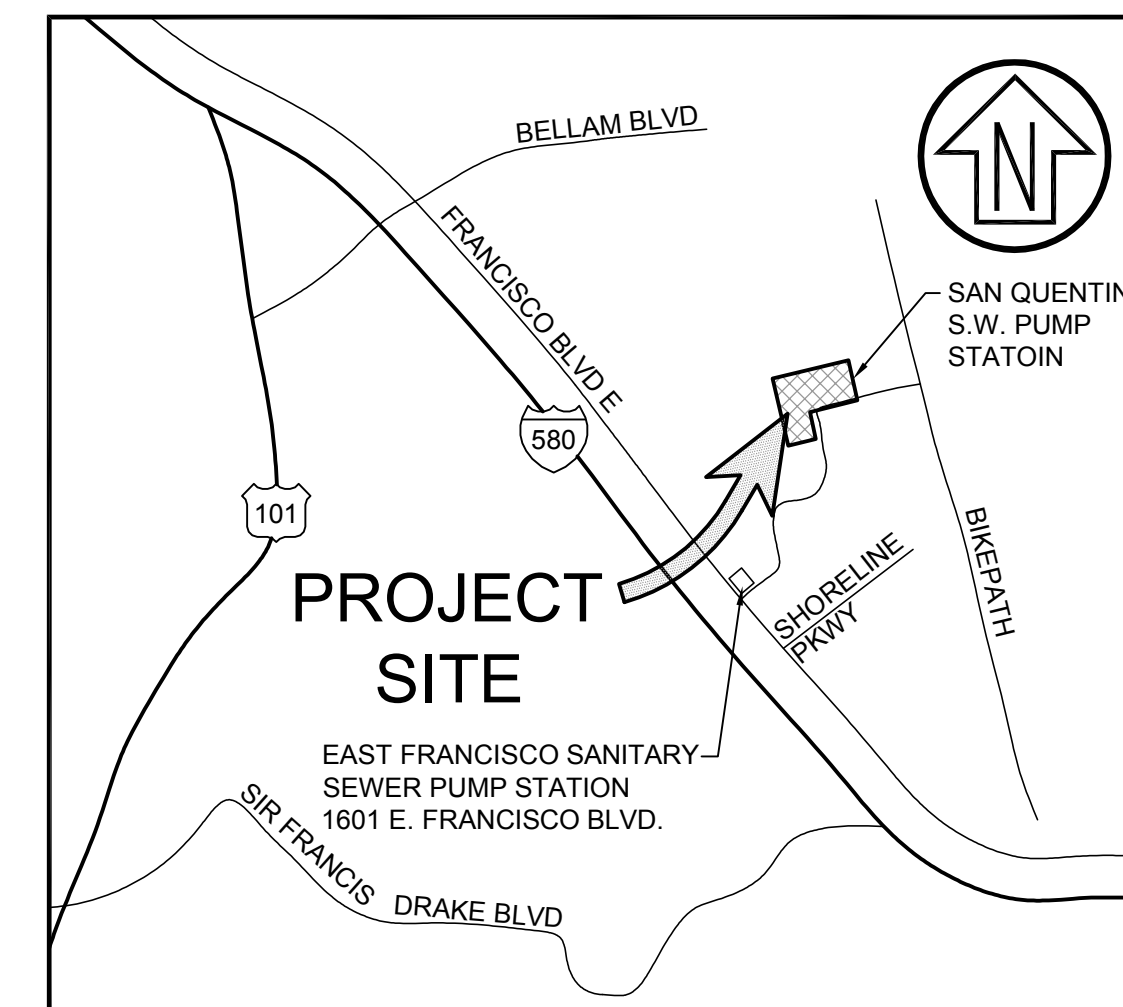 BELLAM BLVD
N
FRANCISCO BLVD E
SAN QUENTIN
S.W. PUMP
STATOIN
580
101
BIKEPATH
SHORELINE
PKWY
PROJECT
SITE
EAST FRANCISCO SANITARY
SEWER PUMP STATION
1601 E. FRANCISCO BLVD.
SIR FRANCIS DRAKE BLVD